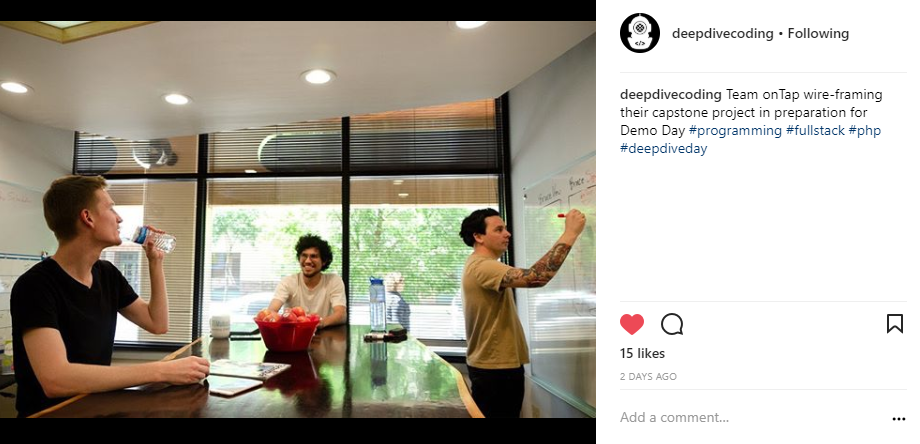 deepdivecoding • Following
deepdivecoding Team onTap wire-framing
their capstone project in preparation for
Demo Day #programming #fullstack #php
#deepdiveday
15 likes
2 DAYS AGO
Add a comment...